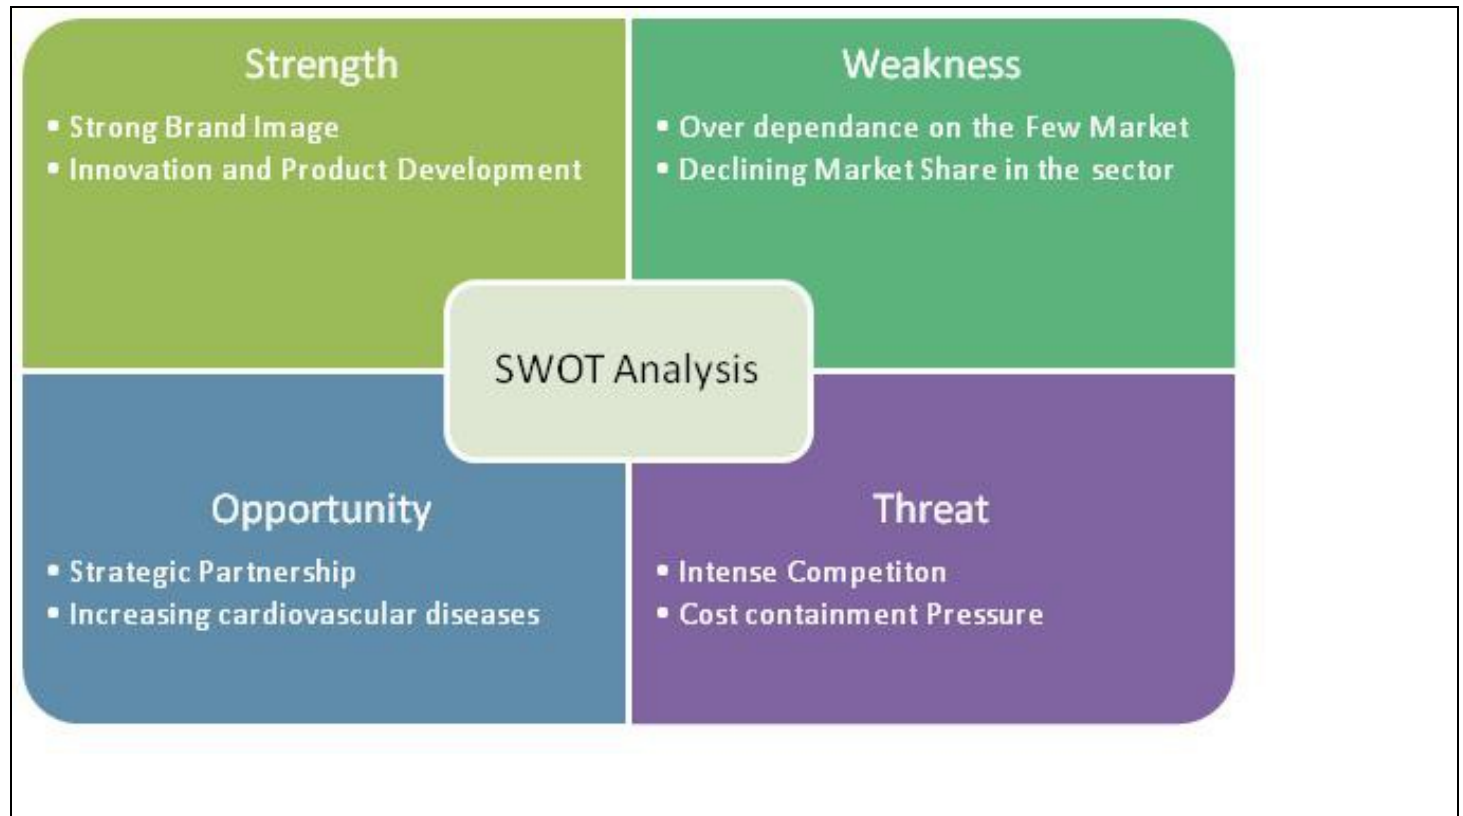 Strength
▪ Strong Brand Image
▪ Innovation and Product Development
Weakness
▪ Over dependance on the Few Market
▪ Declining Market Share in the sector
SWOT Analysis
Opportunity
▪ Strategic Partnership
▪ Increasing cardiovascular diseases
Threat
▪ Intense Competiton
▪ Cost containment Pressure